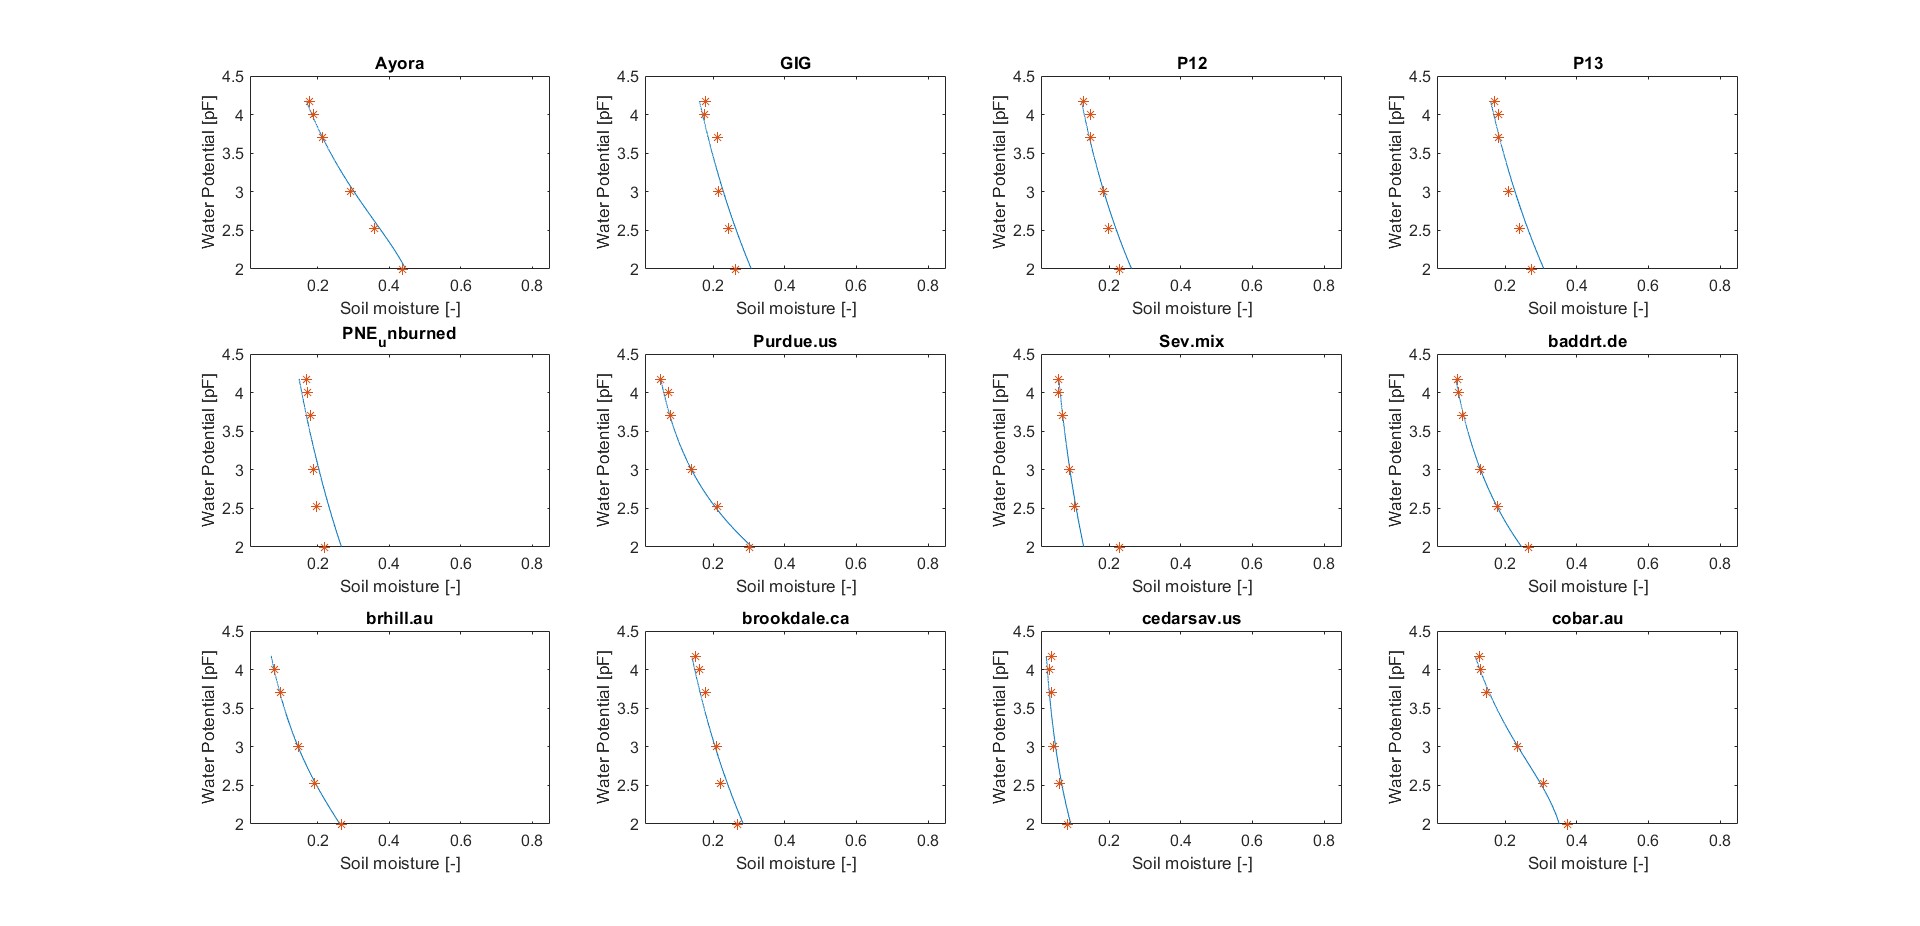 Ayora
4.5
4
3.5
3
2.5
2
0.2 0.4 0.6 0.8
Water Potential [pF]
Soil moisture [-]
GIG
4.5
4
3.5
3
2.5
2
0.2 0.4 0.6 0.8
Water Potential [pF]
Soil moisture [-]
P12
4.5
4
3.5
3
2.5
2
0.2 0.4 0.6 0.8
Water Potential [pF]
Soil moisture [-]
P13
4.5
4
3.5
3
2.5
2
0.2 0.4 0.6 0.8
Water Potential [pF]
Soil moisture [-]
PNEᵤnburned
4.5
4
3.5
3
2.5
2
0.2 0.4 0.6 0.8
Water Potential [pF]
Soil moisture [-]
Purdue.us
4.5
4
3.5
3
2.5
2
0.2 0.4 0.6 0.8
Water Potential [pF]
Soil moisture [-]
Sev.mix
4.5
4
3.5
3
2.5
2
0.2 0.4 0.6 0.8
Water Potential [pF]
Soil moisture [-]
baddrt.de
4.5
4
3.5
3
2.5
2
0.2 0.4 0.6 0.8
Water Potential [pF]
Soil moisture [-]
brhill.au
4.5
4
3.5
3
2.5
2
0.2 0.4 0.6 0.8
Water Potential [pF]
Soil moisture [-]
brookdale.ca
4.5
4
3.5
3
2.5
2
0.2 0.4 0.6 0.8
Water Potential [pF]
Soil moisture [-]
cedarsav.us
4.5
4
3.5
3
2.5
2
0.2 0.4 0.6 0.8
Water Potential [pF]
Soil moisture [-]
cobar.au
4.5
4
3.5
3
2.5
2
0.2 0.4 0.6 0.8
Water Potential [pF]
Soil moisture [-]